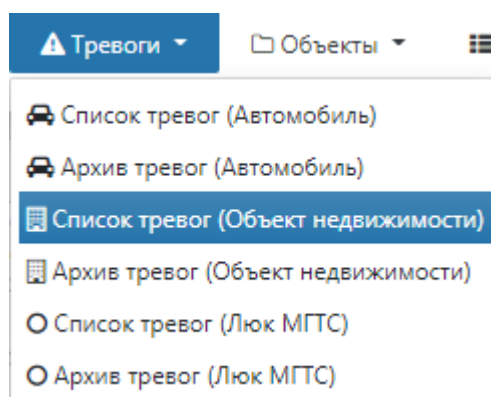 Тревоги Объекты
Список тревог (Автомобиль)
Архив тревог (Автомобиль)
Список тревог (Объект недвижимости)
Архив тревог (Объект недвижимости)
Список тревог (Люк МГТС)
Архив тревог (Люк МГТС)